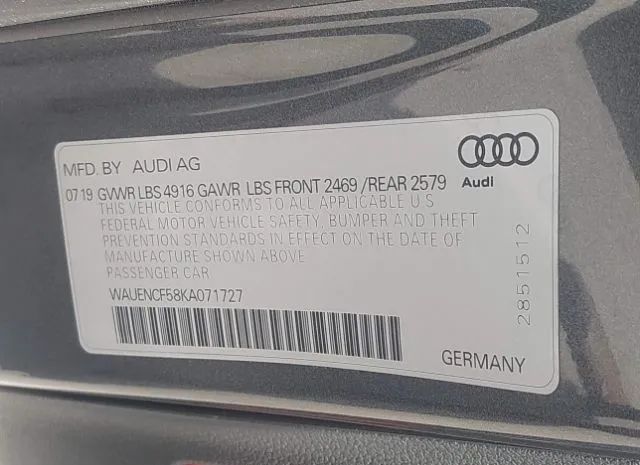 MFD. BY AUDI AG
07 19 GVWR LBS 4916 GAWR LBS FRONT 2469 /REAR 2579
THIS VEHICLE CONFORMS TO ALL APPLICABLE U S
FEDERAL MOTOR VEHICLE SAFETY, BUMPER AND THEFT
PREVENTION STANDARDS IN EFFECT ON THE DATE OF
MANUFACTURE SHOWN ABOVE
PASSENGER CAR
WAUENCF58KA071727
Audi
2851512
GERMANY